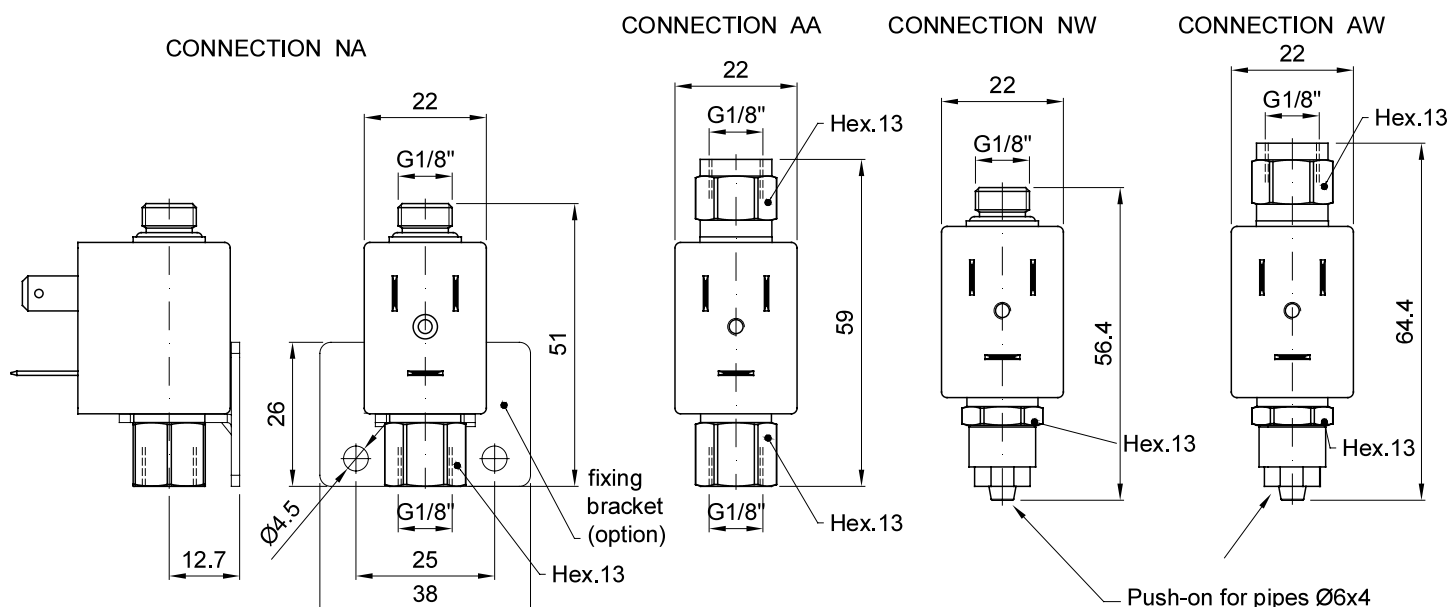 CONNECTION NA
22
G1/8"
51
26
Ø4.5
12.7
25
38
G1/8"
Hex.13
fixing
bracket
(option)
CONNECTION AA
22
G1/8"
Hex.13
59
G1/8"
Hex.13
CONNECTION NW
22
G1/8"
56.4
Hex.13
CONNECTION AW
22
G1/8"
Hex.13
64.4
Hex.13
Push-on for pipes Ø6x4